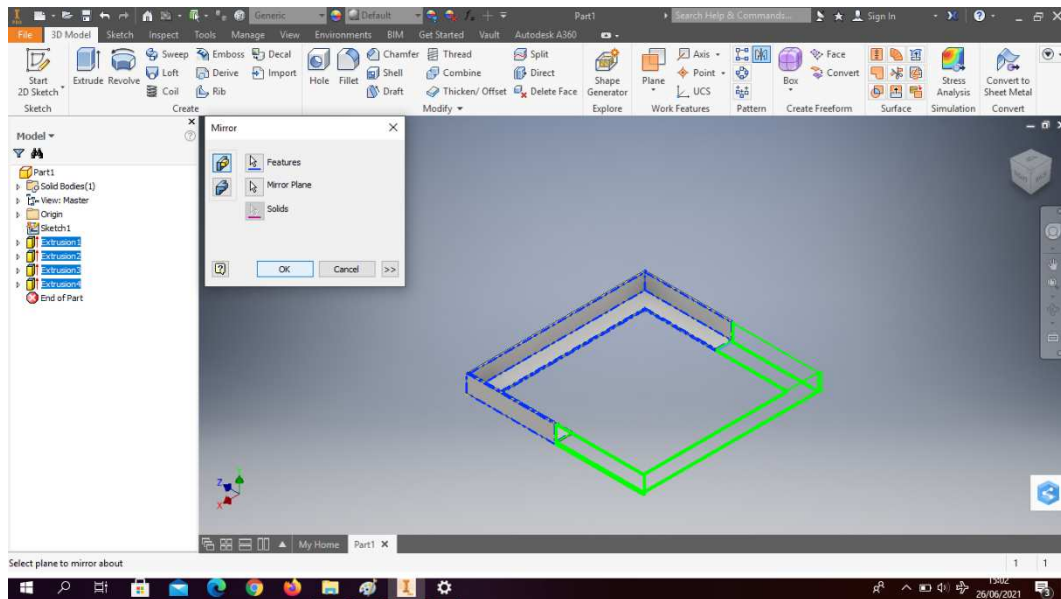 Generic
Default
Part1
Search Help & Commands...
Sign In
PRO
File 3D Model Sketch Inspect Tools Manage View Environments BIM Get Started Vault Autodesk A360
Start 2D Sketch
Extrude Revolve
Sweep Emboss Decal
Loft Derive Import
Coil Rib
Hole Fillet
Chamfer Thread
Shell Combine
Draft Thicken/ Offset
Split
Direct
Delete Face
Shape Generator
Plane
Axis
Point
UCS
Box
Face
Convert
Stress Analysis
Convert to Sheet Metal
Sketch Create Modify Explore Work Features Pattern Create Freeform Surface Simulation Convert
Model
Part1
Solid Bodies(1)
View: Master
Origin
Sketch1
Extrusion1
Extrusion2
Extrusion3
Extrusion4
End of Part
Mirror
Features
Mirror Plane
Solids
OK Cancel >>
Z Y
X
My Home Part1
Select plane to mirror about
1 1
15:02
26/06/2021